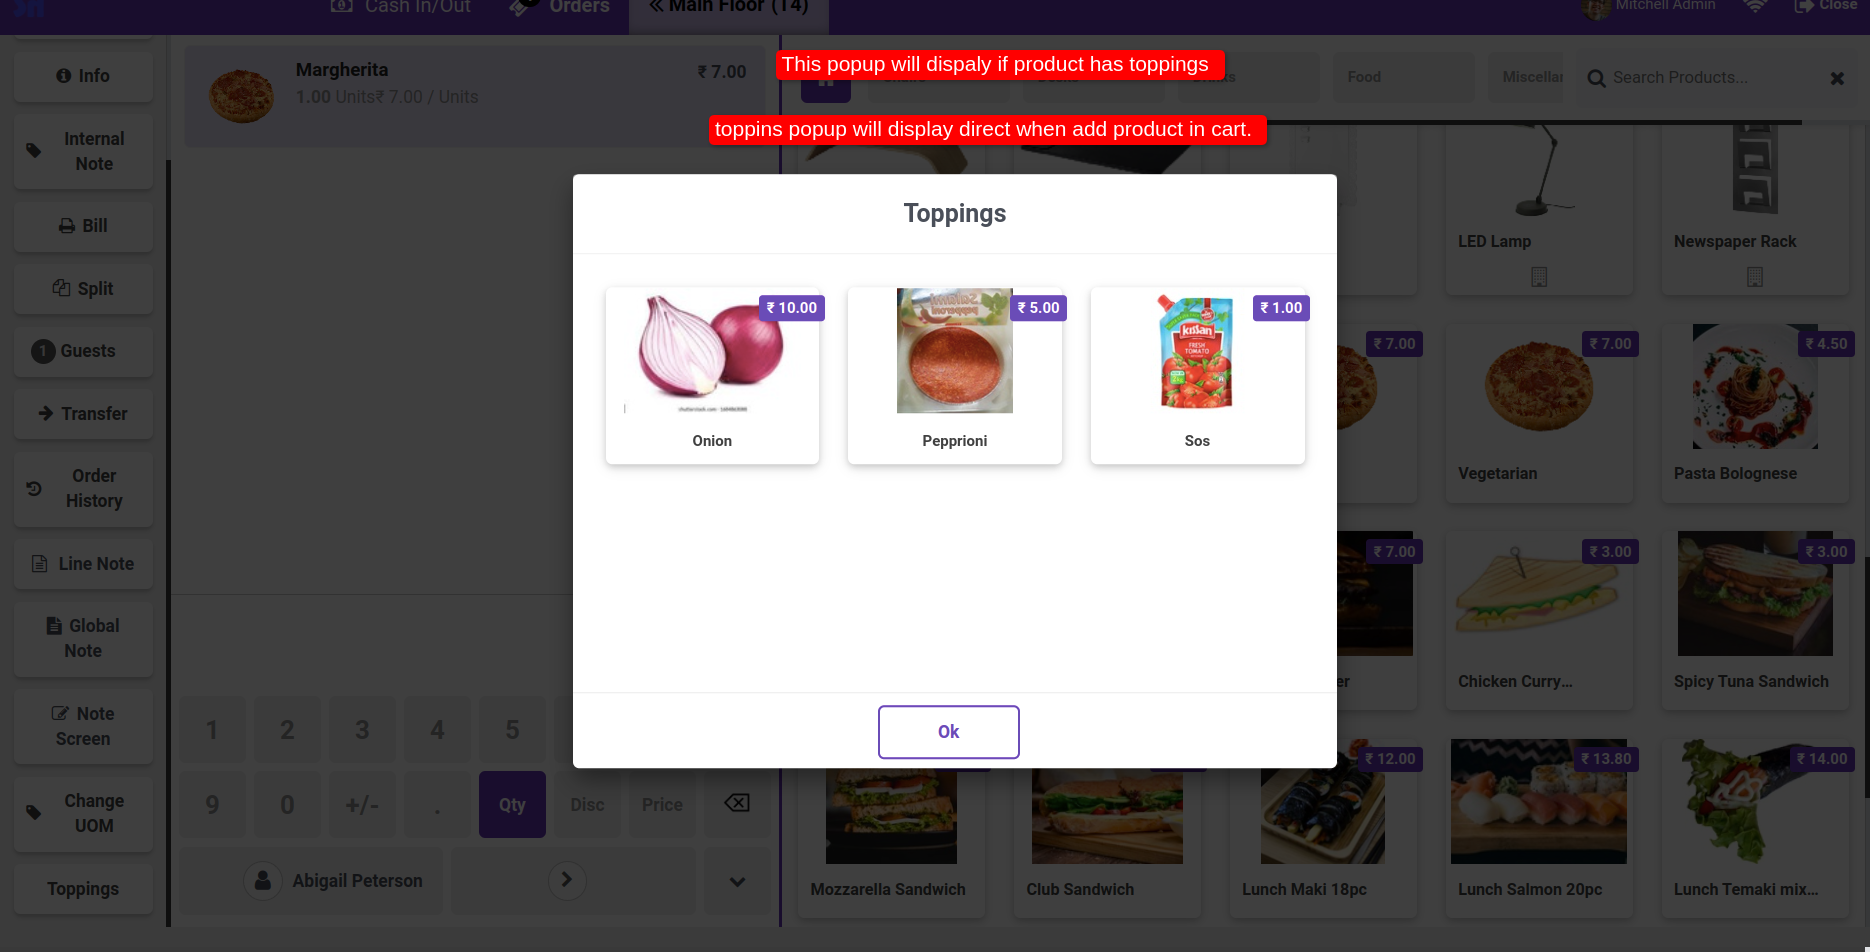 Cash In/Out
Orders
Main Floor (T4)
Mitchell Admin
Close
Info
Internal
Note
Bill
Split
1 Guests
Transfer
Order
History
Line Note
Global
Note
Note
Screen
Change
UOM
Toppings
Margherita
₹ 7.00
1.00 Units₹ 7.00 / Units
This popup will dispaly if product has toppings
Food
Search Products...
toppins popup will display direct when add product in cart.
Toppings
₹ 10.00
Onion
₹ 5.00
Kissan
FRESH
TOMATO
Pepprioni
₹ 1.00
Sos
Ok
LED Lamp
Newspaper Rack
₹ 7.00
₹ 7.00
Vegetarian
₹ 4.50
Pasta Bolognese
₹ 7.00
₹ 3.00
Chicken Curry...
₹ 3.00
Spicy Tuna Sandwich
1 2 3 4 5
9 0 +/- . Qty Disc Price
Abigail Peterson
Mozzarella Sandwich
Club Sandwich
₹ 12.00
Lunch Maki 18pc
₹ 13.80
Lunch Salmon 20pc
₹ 14.00
Lunch Temaki mix...